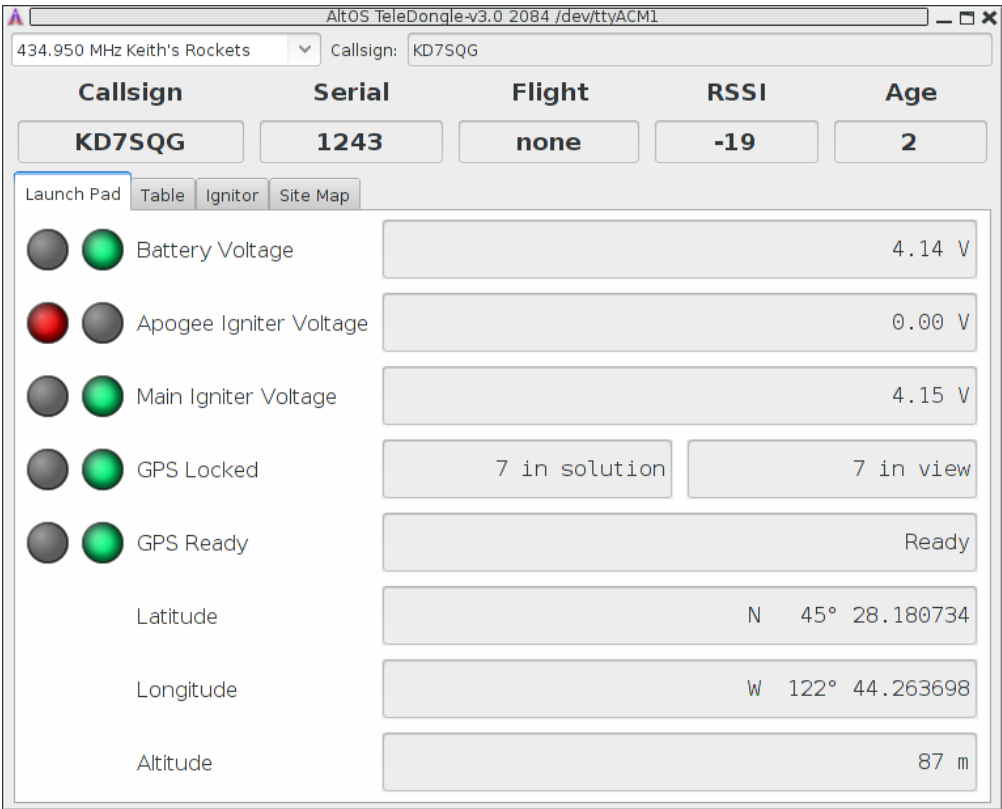 AltOS TeleDongle-v3.0 2084 /dev/ttyACM1
434.950 MHz Keith's Rockets Callsign: KD7SQG
Callsign Serial Flight RSSI Age
KD7SQG 1243 none -19 2
Launch Pad Table Ignitor Site Map
Battery Voltage 4.14 V
Apogee Igniter Voltage 0.00 V
Main Igniter Voltage 4.15 V
GPS Locked 7 in solution 7 in view
GPS Ready Ready
Latitude N 45° 28.180734
Longitude W 122° 44.263698
Altitude 87 m